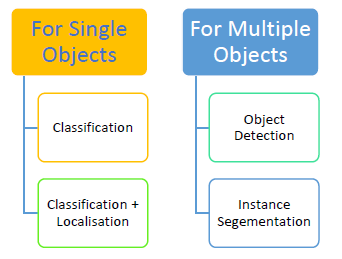 For Single
Objects
Classification
Classification +
Localisation
For Multiple
Objects
Object
Detection
Instance
Segementation